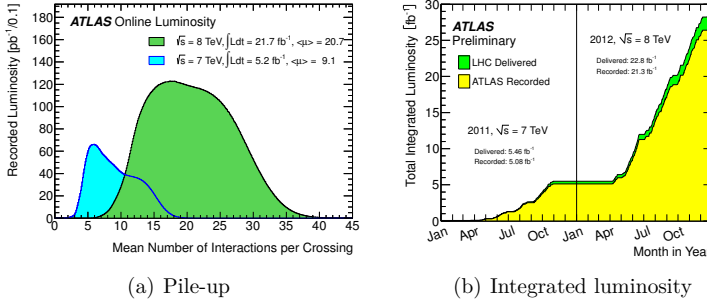 ATLAS Online Luminosity
√s = 8 TeV, ∫Ldt = 21.7 fb⁻¹, <μ> = 20.7
√s = 7 TeV, ∫Ldt = 5.2 fb⁻¹, <μ> = 9.1
Recorded Luminosity [pb⁻¹/0.1]
180
160
140
120
100
80
60
40
20
0
0 5 10 15 20 25 30 35 40 45
Mean Number of Interactions per Crossing
(a) Pile-up
ATLAS
Preliminary
LHC Delivered
ATLAS Recorded
2012, √s = 8 TeV
Delivered: 22.8 fb⁻¹
Recorded: 21.3 fb⁻¹
2011, √s = 7 TeV
Delivered: 5.46 fb⁻¹
Recorded: 5.08 fb⁻¹
Total Integrated Luminosity [fb⁻¹]
30
25
20
15
10
5
0
Jan Apr Jul Oct Jan Apr Jul Oct
Month in Year
(b) Integrated luminosity